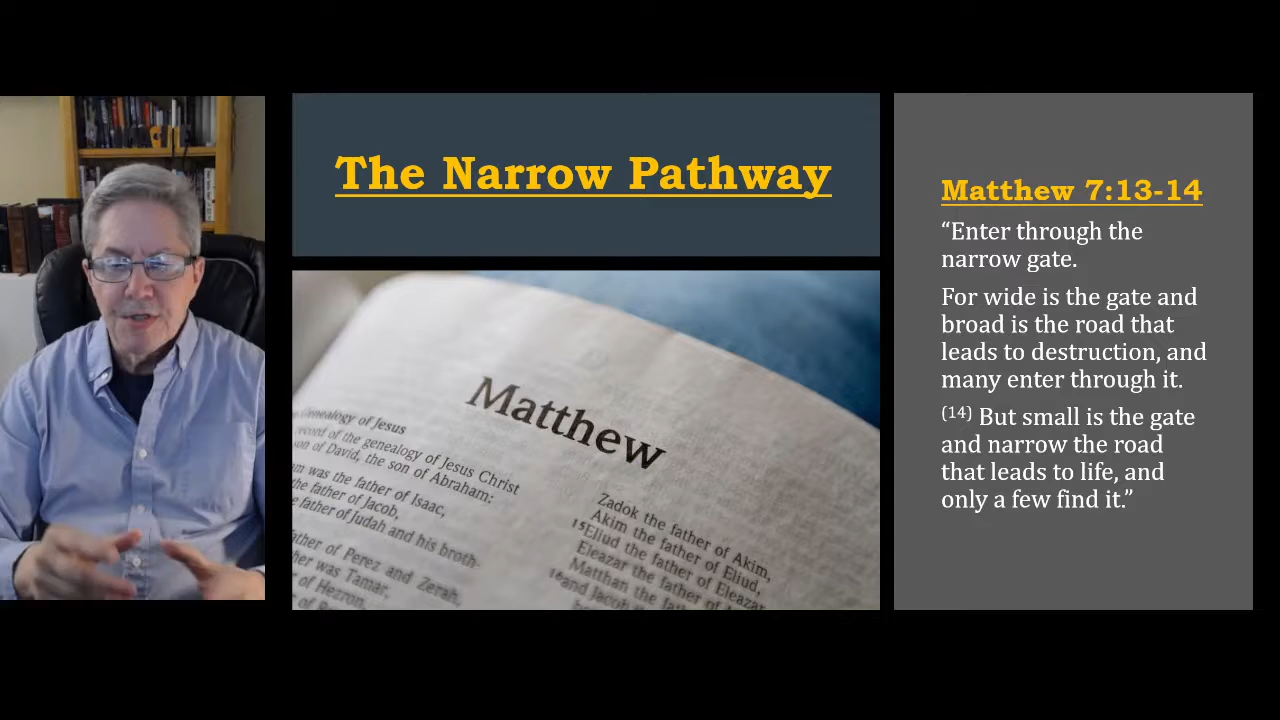 The Narrow Pathway
Matthew
Genealogy of Jesus
record of the genealogy of Jesus Christ
son of David, the son of Abraham:
was the father of Isaac,
the father of Jacob,
father of Judah and his broth-
father of Perez and Zerah,
was Tamar,
of Hezron,
Zadok the father of Akim,
Akim the father of Eliud,
15Eliud the father of Eleazar,
Eleazar the father of
Matthan the
16and Jacob
Matthew 7:13-14
“Enter through the
narrow gate.
For wide is the gate and
broad is the road that
leads to destruction, and
many enter through it.
(14) But small is the gate
and narrow the road
that leads to life, and
only a few find it.”